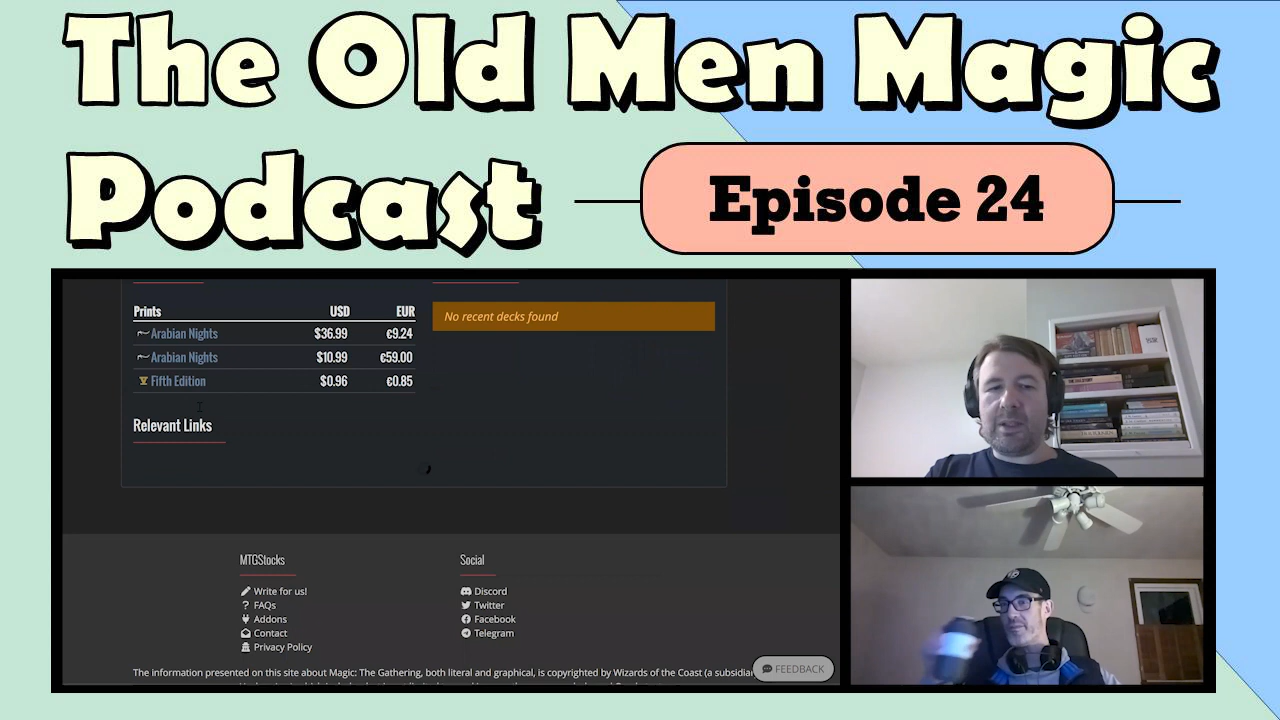 The Old Men Magic
Podcast
Episode 24
Prints USD EUR
Arabian Nights $36.99 €9.24
Arabian Nights $10.99 €59.00
Fifth Edition $0.96 €0.85
No recent decks found
Relevant Links
MTGStocks
Write for us!
FAQs
Addons
Contact
Privacy Policy
Social
Discord
Twitter
Facebook
Telegram
The information presented on this site about Magic: The Gathering, both literal and graphical, is copyrighted by Wizards of the Coast (a subsidiar
FEEDBACK